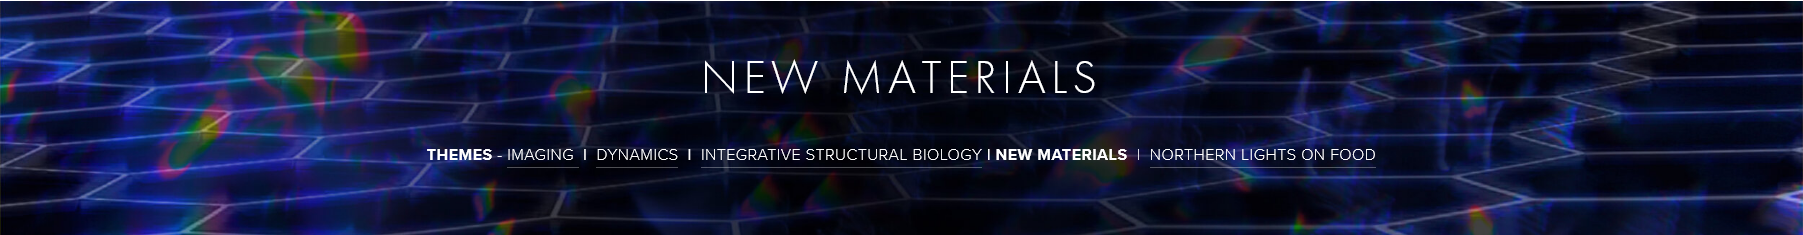 NEW MATERIALS
THEMES - IMAGING I DYNAMICS I INTEGRATIVE STRUCTURAL BIOLOGY I NEW MATERIALS | NORTHERN LIGHTS ON FOOD